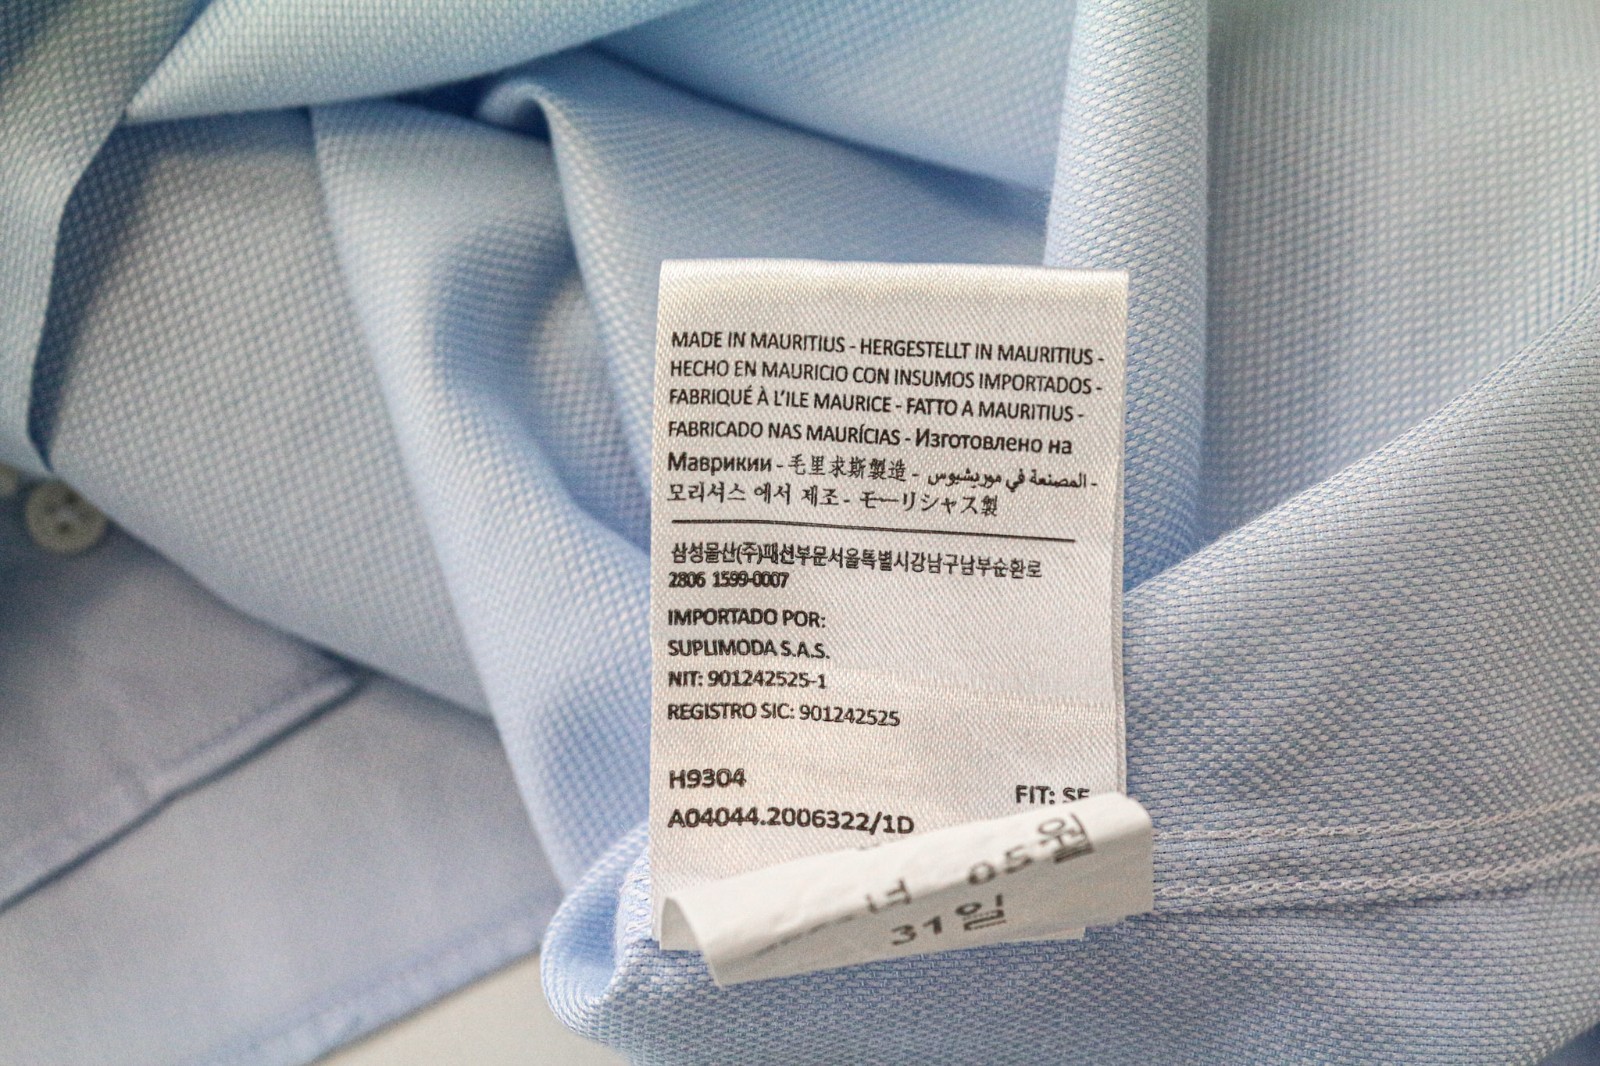 MADE IN MAURITIUS - HERGESTELLT IN MAURITIUS -
HECHO EN MAURICIO CON INSUMOS IMPORTADOS -
FABRIQUÉ À L'ILE MAURICE - FATTO A MAURITIUS -
FABRICADO NAS MAURÍCIAS - Изготовлено на
Маврикии - 毛里求斯製造 - المصنعة في موريشيوس -
모리셔스 에서 제조 - モーリシャス製
삼성물산(주)패션부문서울특별시강남구남부순환로
2806 1599-0007
IMPORTADO POR:
SUPLIMODA S.A.S.
NIT: 901242525-1
REGISTRO SIC: 901242525
H9304
FIT:
A04044.2006322/1D
05월
31일